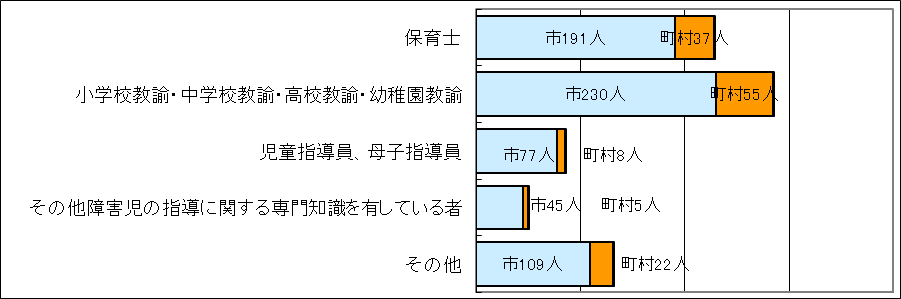 保育士 市191人 町村37人
小学校教諭・中学校教諭・高校教諭・幼稚園教諭 市230人 町村55人
児童指導員、母子指導員 市77人 町村8人
その他障害児の指導に関する専門知識を有している者 市45人 町村5人
その他 市109人 町村22人